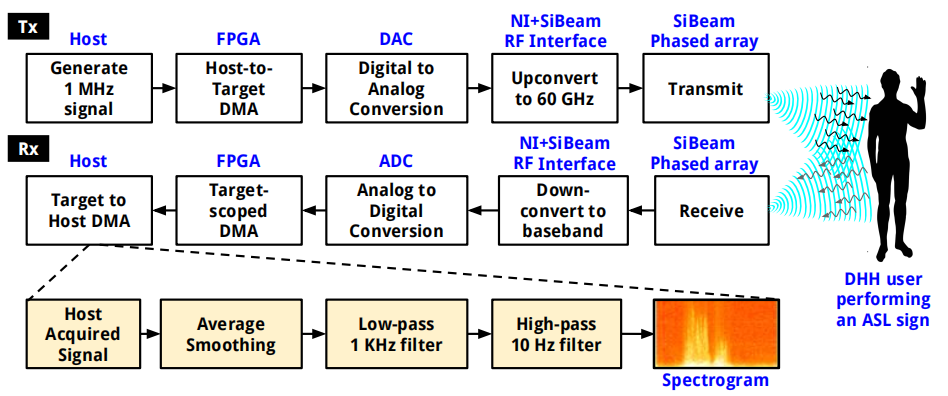 Tx
Host
FPGA
DAC
NI+SiBeam
RF Interface
SiBeam
Phased array
Generate
1 MHz
signal
Host-to-
Target
DMA
Digital to
Analog
Conversion
Upconvert
to 60 GHz
Transmit
Rx
Host
FPGA
ADC
NI+SiBeam
RF Interface
SiBeam
Phased array
Target to
Host DMA
Target-
scoped
DMA
Analog to
Digital
Conversion
Down-
convert to
baseband
Receive
DHH user
performing
an ASL sign
Host
Acquired
Signal
Average
Smoothing
Low-pass
1 KHz filter
High-pass
10 Hz filter
Spectrogram